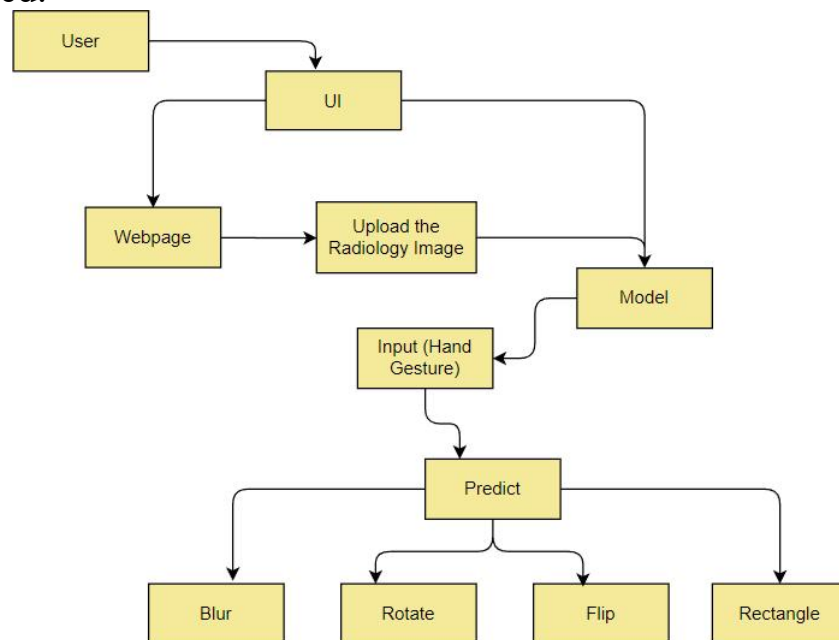 User
UI
Webpage
Upload the
Radiology Image
Model
Input (Hand
Gesture)
Predict
Blur
Rotate
Flip
Rectangle